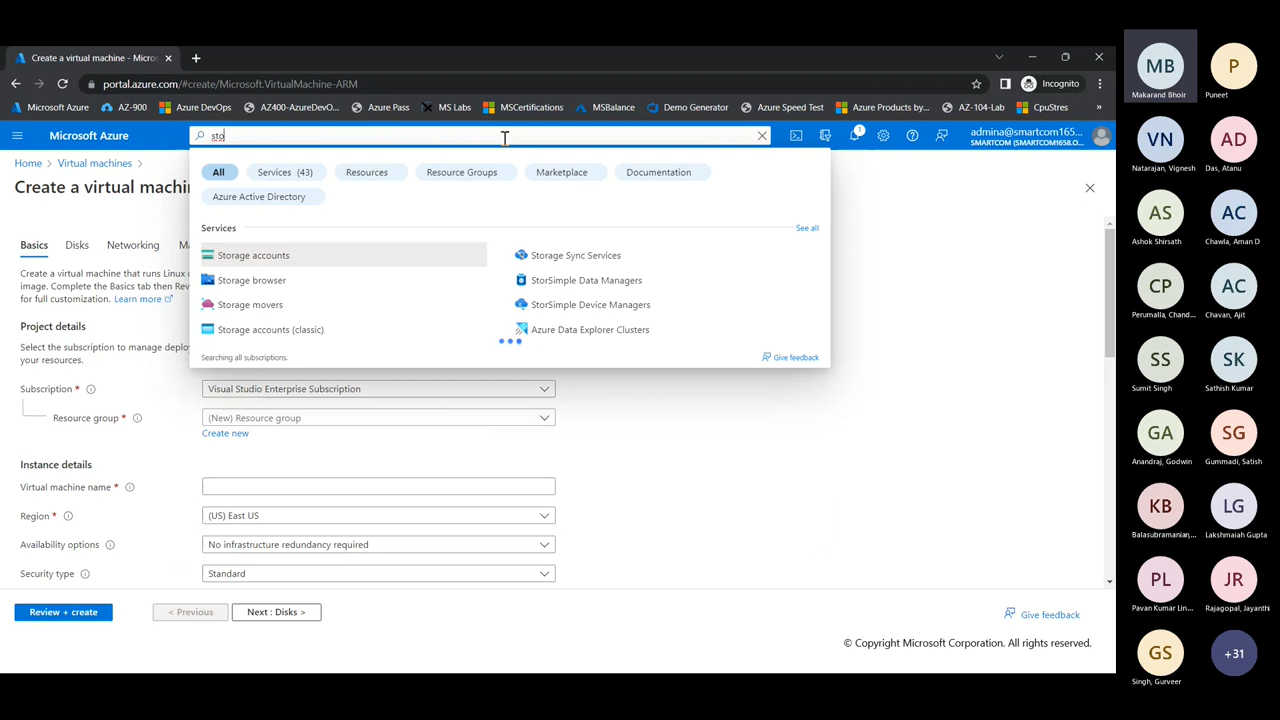 Create a virtual machine - Micros
portal.azure.com/#create/Microsoft.VirtualMachine-ARM
Incognito
Microsoft Azure
AZ-900
Azure DevOps
AZ400-AzureDevO...
Azure Pass
MS Labs
MSCertifications
MSBalance
Demo Generator
Azure Speed Test
Azure Products by...
AZ-104-Lab
CpuStres
»
Microsoft Azure
sto
1
admina@smartcom165...
SMARTCOM (SMARTCOM1658.O...
Home > Virtual machines >
Create a virtual machi
All
Services (43)
Resources
Resource Groups
Marketplace
Documentation
Azure Active Directory
Services
See all
Storage accounts
Storage Sync Services
Storage browser
StorSimple Data Managers
Storage movers
StorSimple Device Managers
Storage accounts (classic)
Azure Data Explorer Clusters
Searching all subscriptions.
Give feedback
Basics
Disks
Networking
Ma
Create a virtual machine that runs Linux o
image. Complete the Basics tab then Rev
for full customization. Learn more
Project details
Select the subscription to manage deplo
your resources.
Subscription *
Visual Studio Enterprise Subscription
Resource group *
(New) Resource group
Create new
Instance details
Virtual machine name *
Region *
(US) East US
Availability options
No infrastructure redundancy required
Security type
Standard
Review + create
< Previous
Next : Disks >
Give feedback
© Copyright Microsoft Corporation. All rights reserved.
MB
Makarand Bhoir
P
Puneet
VN
Natarajan, Vignesh
AD
Das, Atanu
AS
Ashok Shirsath
AC
Chawla, Aman D
CP
Perumalla, Chand...
AC
Chavan, Ajit
SS
Sumit Singh
SK
Sathish Kumar
GA
Anandraj, Godwin
SG
Gummadi, Satish
KB
Balasubramanian,...
LG
Lakshmaiah Gupta
PL
Pavan Kumar Lin...
JR
Rajagopal, Jayanthi
GS
Singh, Gurveer
+31